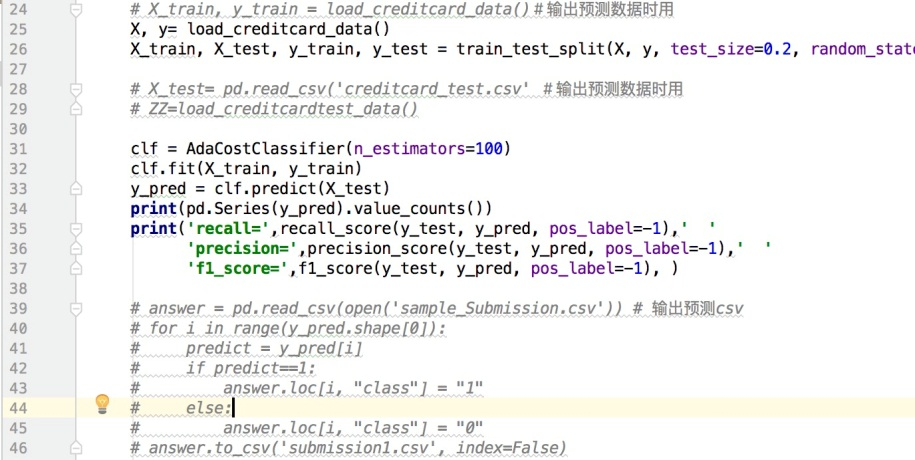 24 # X_train, y_train = load_creditcard_data()#输出预测数据时用
25 X, y= load_creditcard_data()
26 X_train, X_test, y_train, y_test = train_test_split(X, y, test_size=0.2, random_state
27
28 # X_test= pd.read_csv('creditcard_test.csv' #输出预测数据时用
29 # ZZ=load_creditcardtest_data()
30
31 clf = AdaCostClassifier(n_estimators=100)
32 clf.fit(X_train, y_train)
33 y_pred = clf.predict(X_test)
34 print(pd.Series(y_pred).value_counts())
35 print('recall=',recall_score(y_test, y_pred, pos_label=-1),'  '
36 'precision=',precision_score(y_test, y_pred, pos_label=-1),'  '
37 'f1_score=',f1_score(y_test, y_pred, pos_label=-1), )
38
39 # answer = pd.read_csv(open('sample_Submission.csv')) # 输出预测csv
40 # for i in range(y_pred.shape[0]):
41 #     predict = y_pred[i]
42 #     if predict==1:
43 #         answer.loc[i, "class"] = "1"
44 #     else:
45 #         answer.loc[i, "class"] = "0"
46 # answer.to_csv('submission1.csv', index=False)